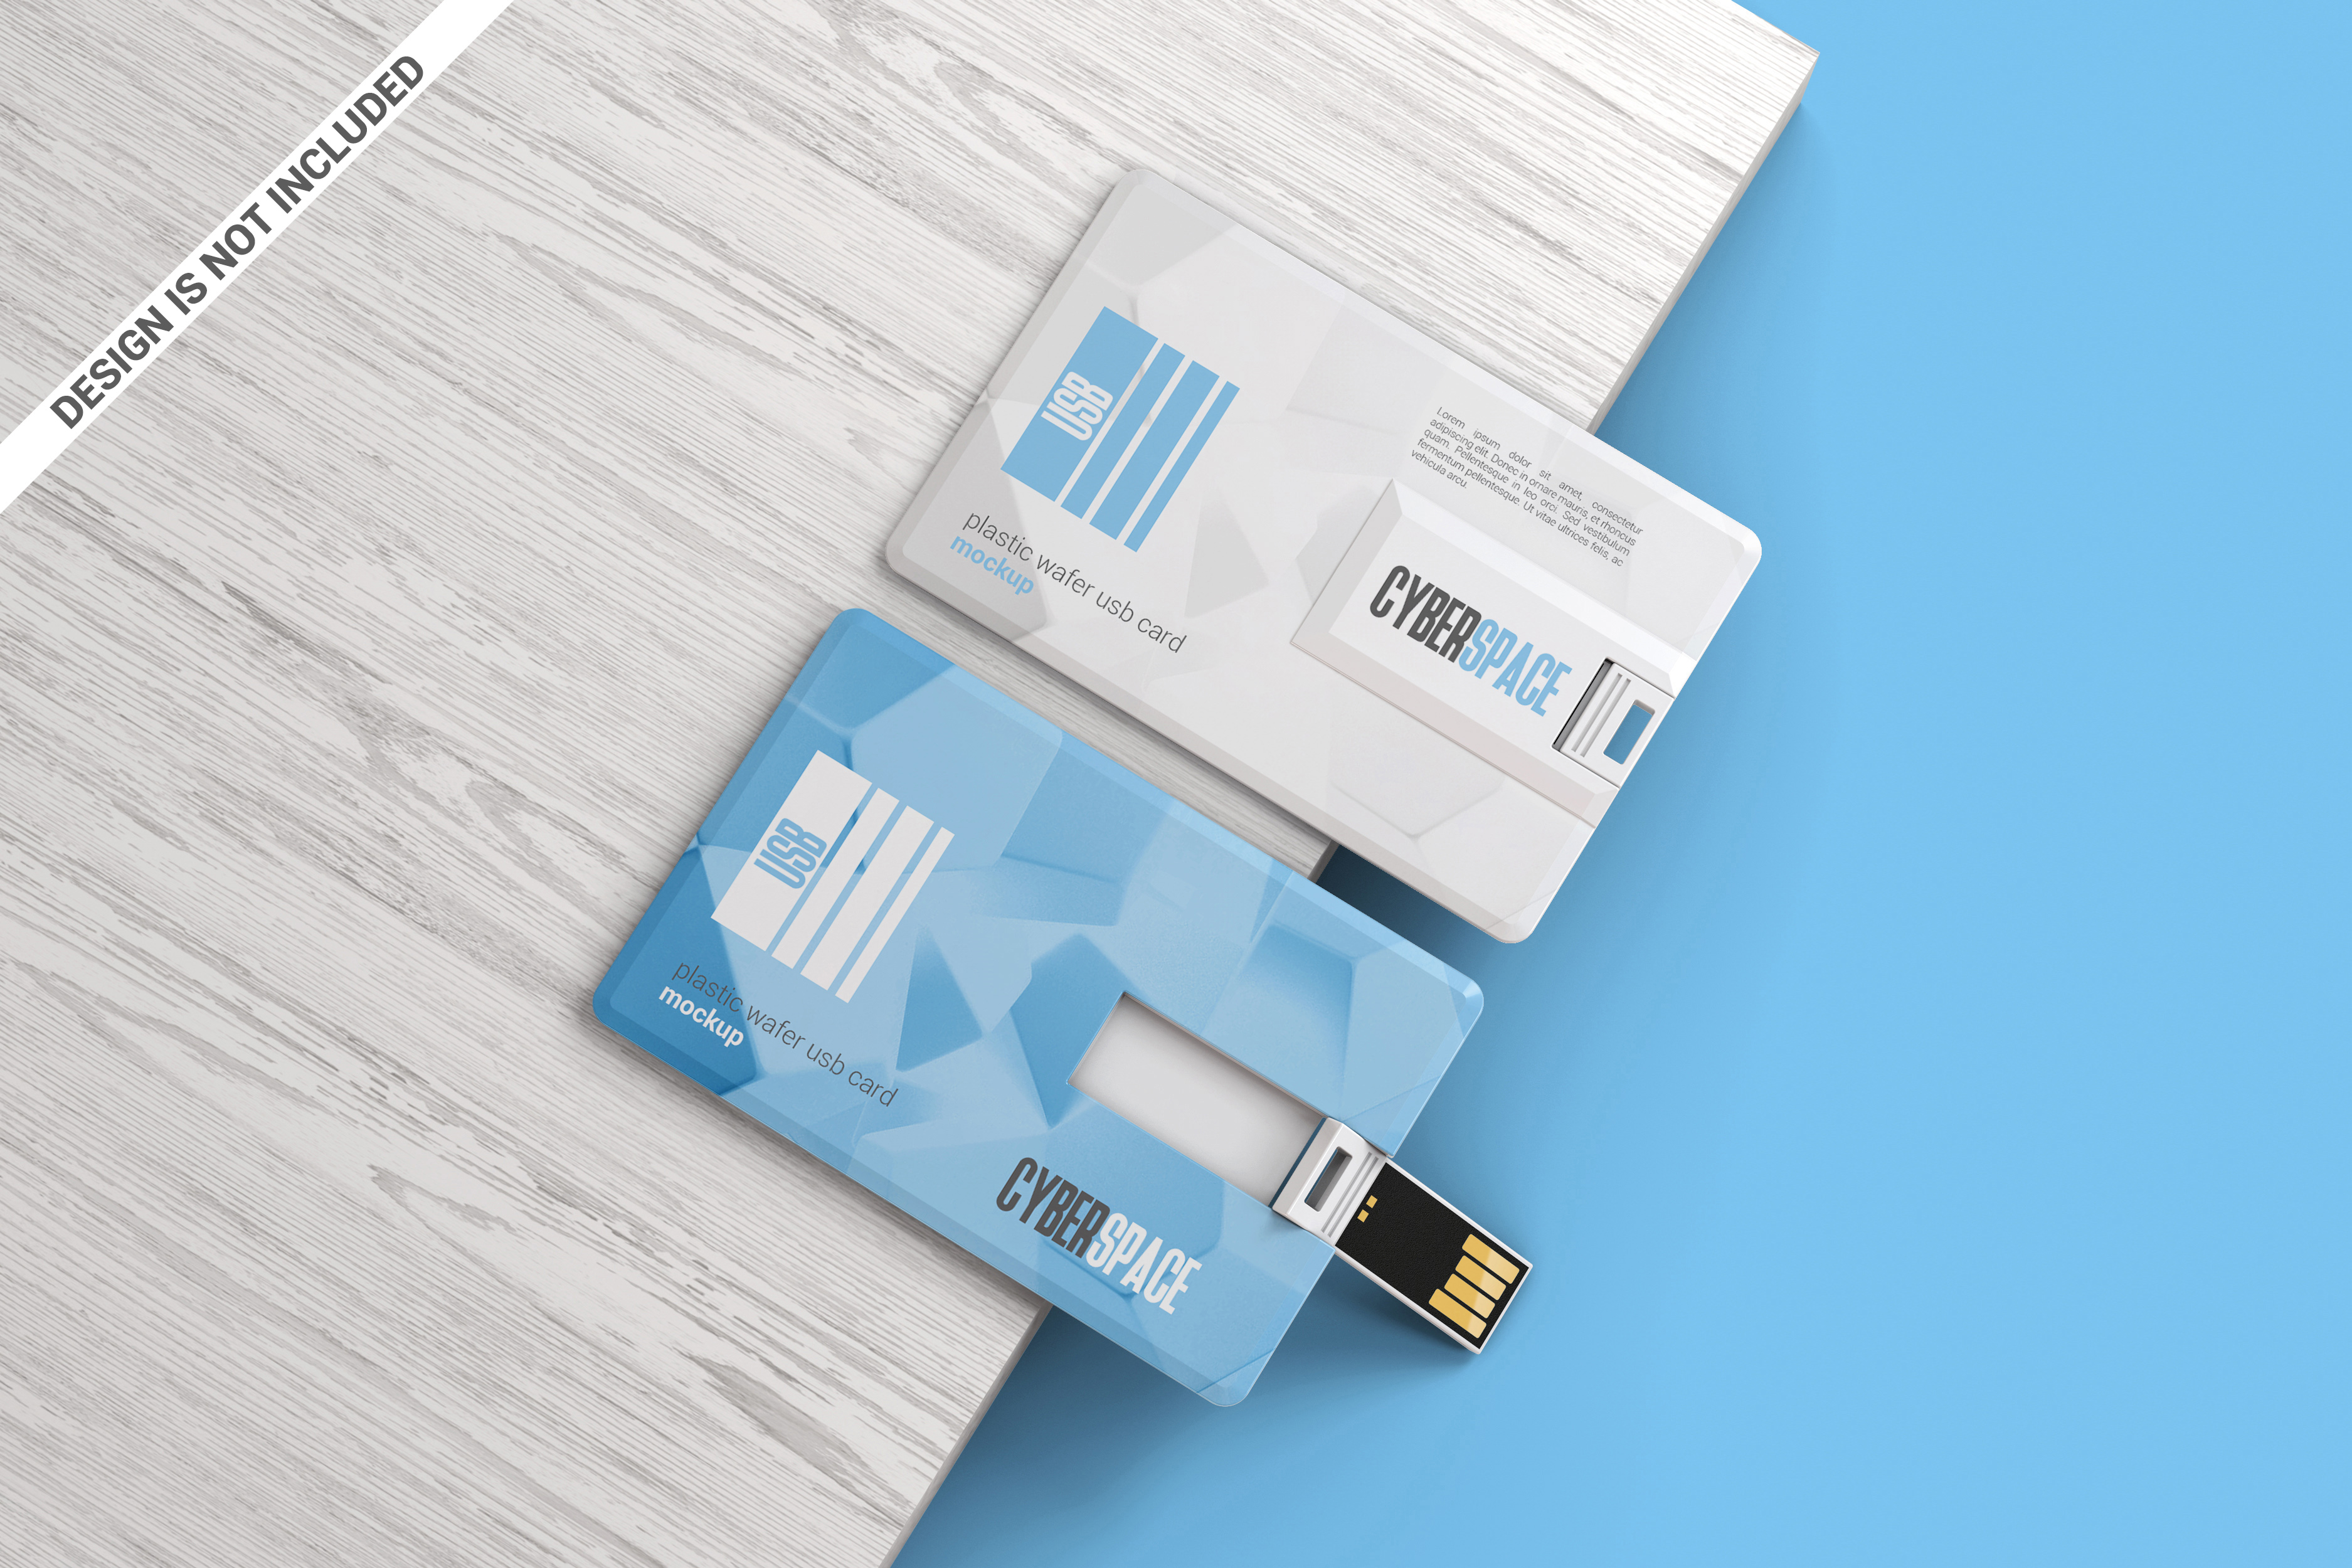 DESIGN IS NOT INCLUDED
USB
plastic wafer usb card
mockup
Lorem ipsum dolor sit amet, consectetur
adipiscing elit. Donec in ornare mauris, et rhoncus
quam. Pellentesque in leo orci. Sed vestibulum
fermentum pellentesque. Ut vitae ultrices felis, ac
vehicula arcu.
CYBERSPACE
USB
plastic wafer usb card
mockup
CYBERSPACE